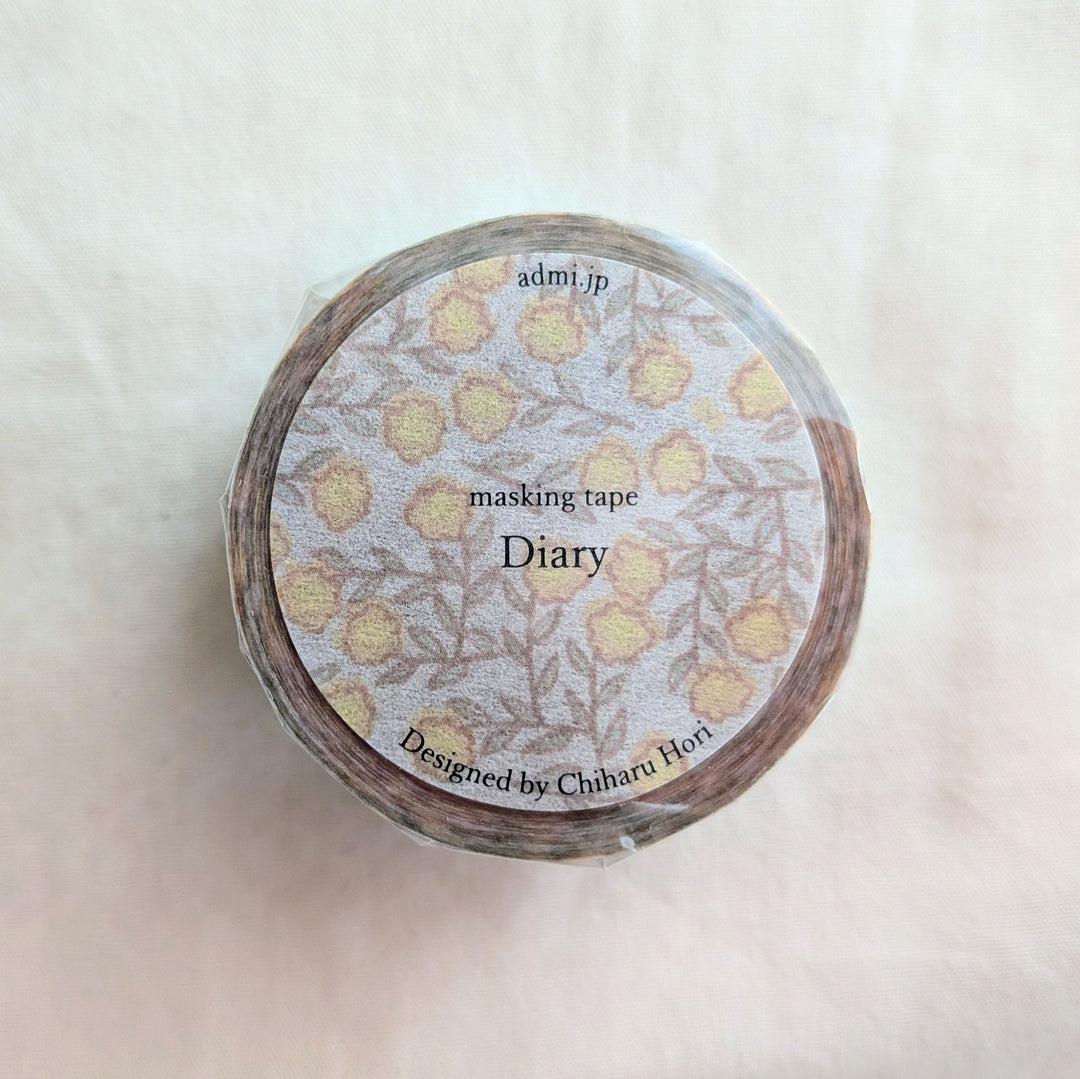 admi.jp
masking tape
Diary
Designed by Chiharu Hori